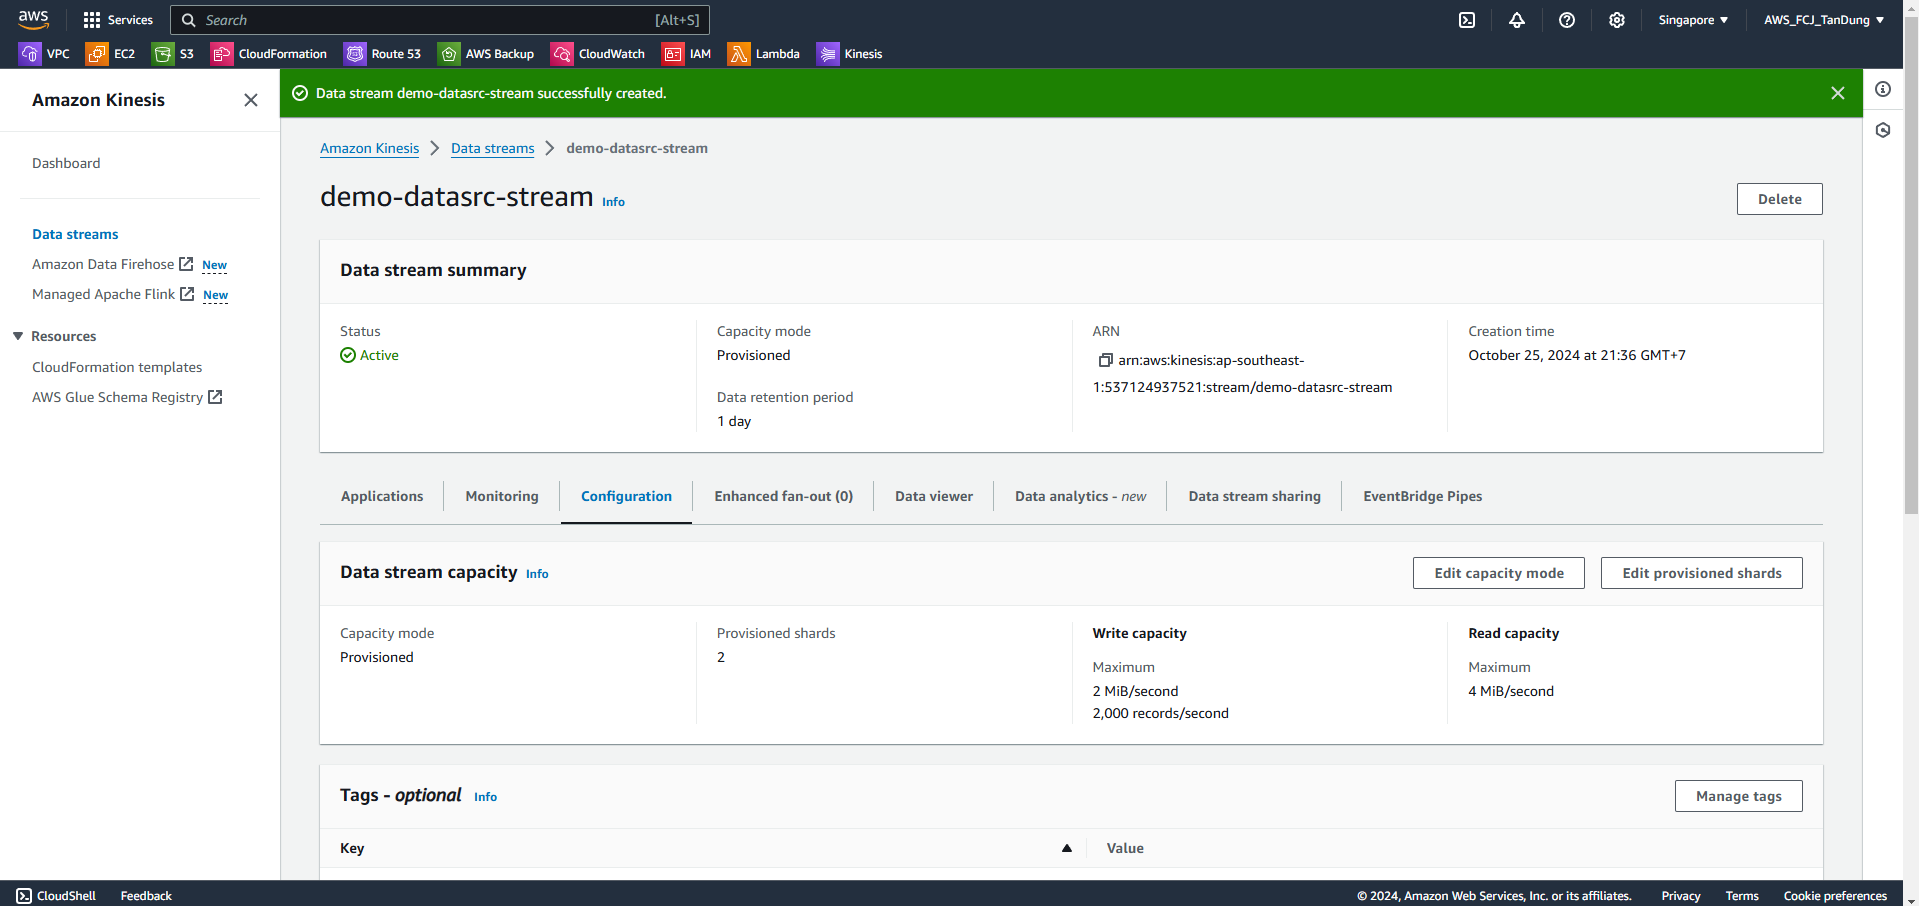 aws
Services
Search
[Alt+S]
Singapore ▼
AWS_FCJ_TanDung ▼
VPC
EC2
S3
CloudFormation
Route 53
AWS Backup
CloudWatch
IAM
Lambda
Kinesis
Amazon Kinesis
Dashboard
Data streams
Amazon Data Firehose New
Managed Apache Flink New
Resources
CloudFormation templates
AWS Glue Schema Registry
Data stream demo-datasrc-stream successfully created.
Amazon Kinesis > Data streams > demo-datasrc-stream
demo-datasrc-stream Info
Delete
Data stream summary
Status
Active
Capacity mode
Provisioned
Data retention period
1 day
ARN
arn:aws:kinesis:ap-southeast-
1:537124937521:stream/demo-datasrc-stream
Creation time
October 25, 2024 at 21:36 GMT+7
Applications
Monitoring
Configuration
Enhanced fan-out (0)
Data viewer
Data analytics - new
Data stream sharing
EventBridge Pipes
Data stream capacity Info
Edit capacity mode
Edit provisioned shards
Capacity mode
Provisioned
Provisioned shards
2
Write capacity
Maximum
2 MiB/second
2,000 records/second
Read capacity
Maximum
4 MiB/second
Tags - optional Info
Manage tags
Key
Value
CloudShell
Feedback
© 2024, Amazon Web Services, Inc. or its affiliates.
Privacy
Terms
Cookie preferences